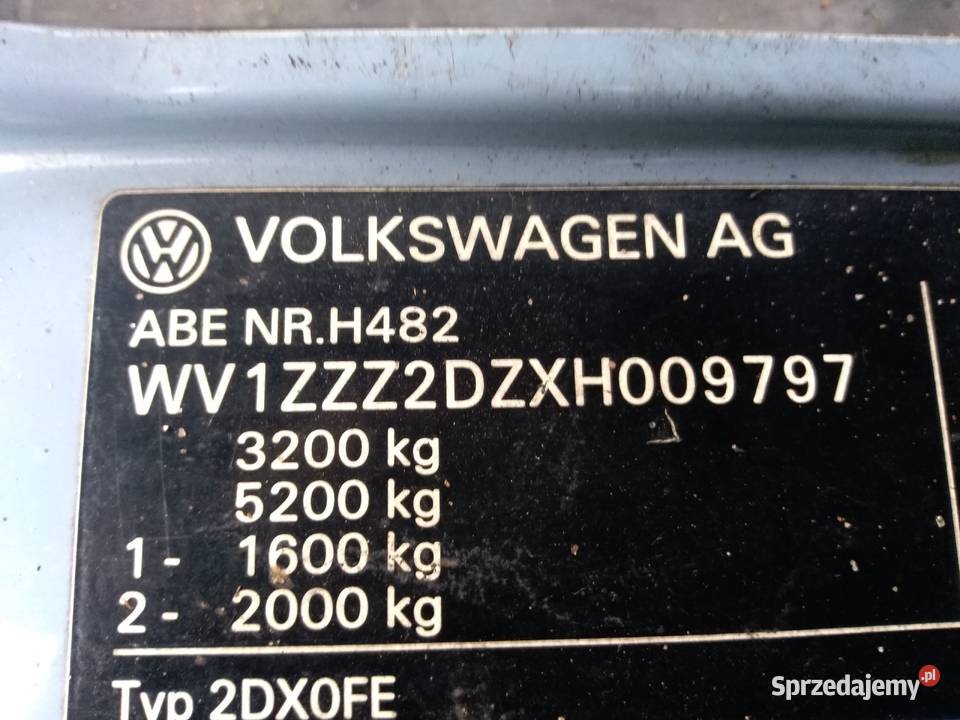 VOLKSWAGEN AG
ABE NR.H482
WV1ZZZ2DZXH009797
3200 kg
5200 kg
1- 1600 kg
2- 2000 kg
Typ 2DX0FE
Sprzedajemy.pl